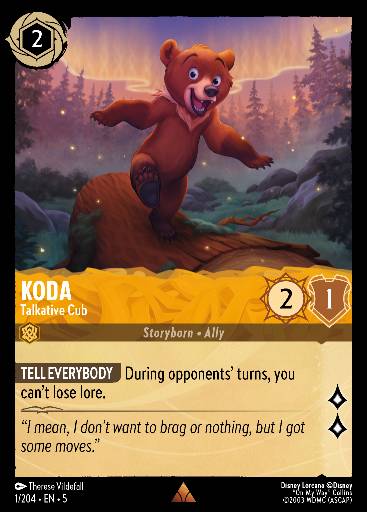 2
KODA
Talkative Cub
2
1
Storyborn • Ally
TELL EVERYBODY During opponents' turns, you
can't lose lore.
"I mean, I don't want to brag or nothing, but I got
some moves."
Therese Vildefall
1/204 • EN • 5
Disney Lorcana ©Disney
"On My Way" Collins
©2003 WDMC (ASCAP)